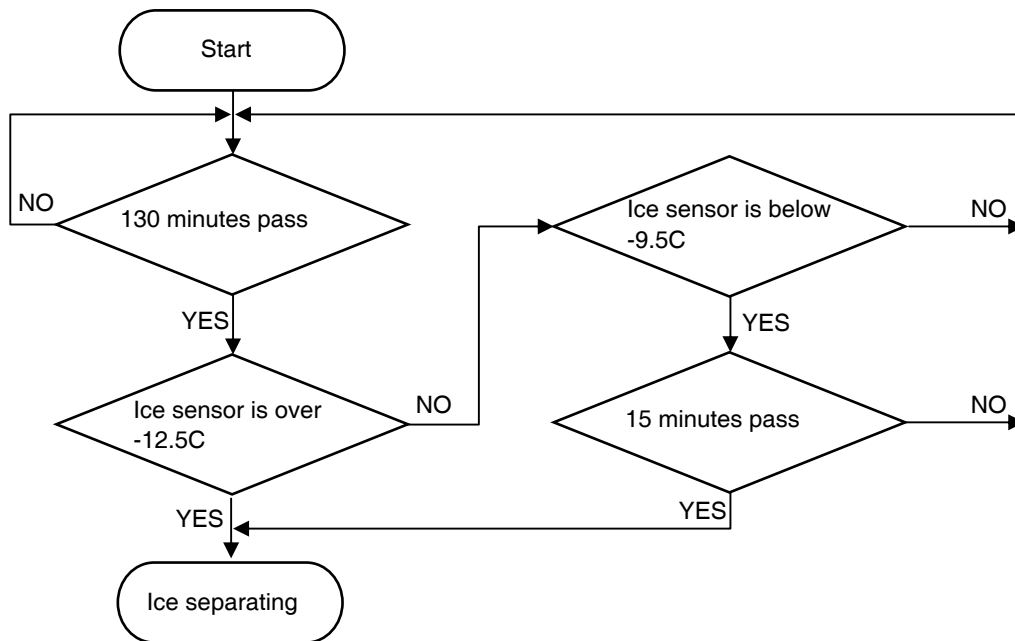 Start
NO
130 minutes pass
YES
Ice sensor is over
-12.5C
NO
YES
Ice separating
Ice sensor is below
-9.5C
NO
YES
15 minutes pass
NO
YES